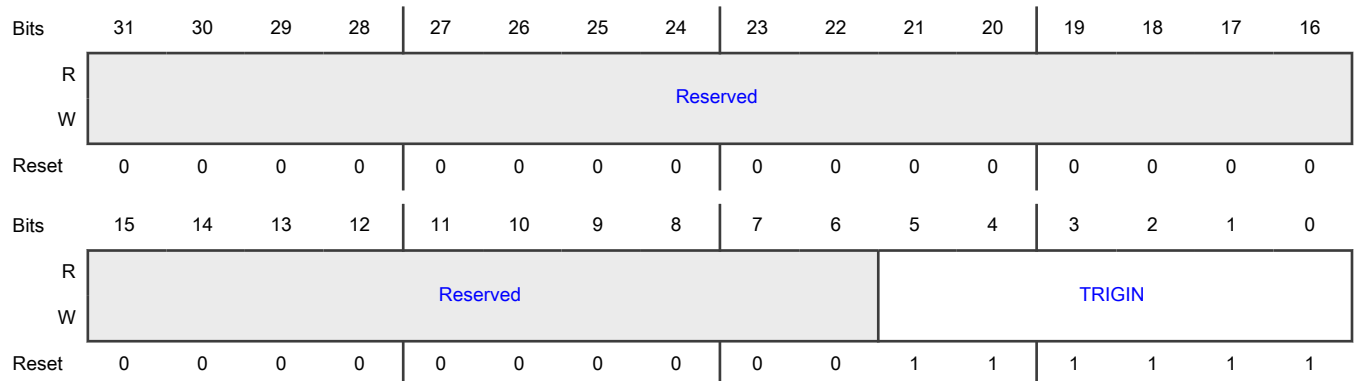 Bits 31 30 29 28 27 26 25 24 23 22 21 20 19 18 17 16
R
Reserved
W
Reset 0 0 0 0 0 0 0 0 0 0 0 0 0 0 0 0
Bits 15 14 13 12 11 10 9 8 7 6 5 4 3 2 1 0
R
Reserved TRIGIN
W
Reset 0 0 0 0 0 0 0 0 0 0 1 1 1 1 1 1